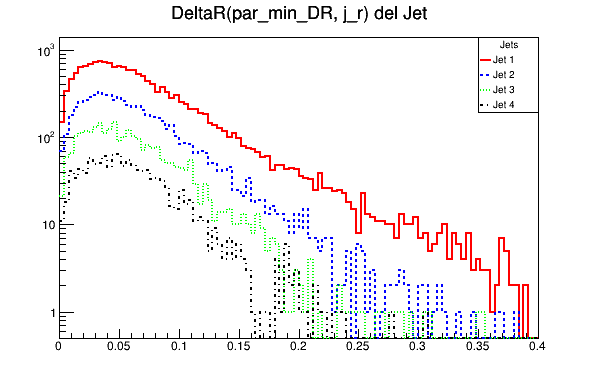 DeltaR(par_min_DR, j_r) del Jet
Jets
Jet 1
Jet 2
Jet 3
Jet 4
10³
10²
10
1
0 0.05 0.1 0.15 0.2 0.25 0.3 0.35 0.4